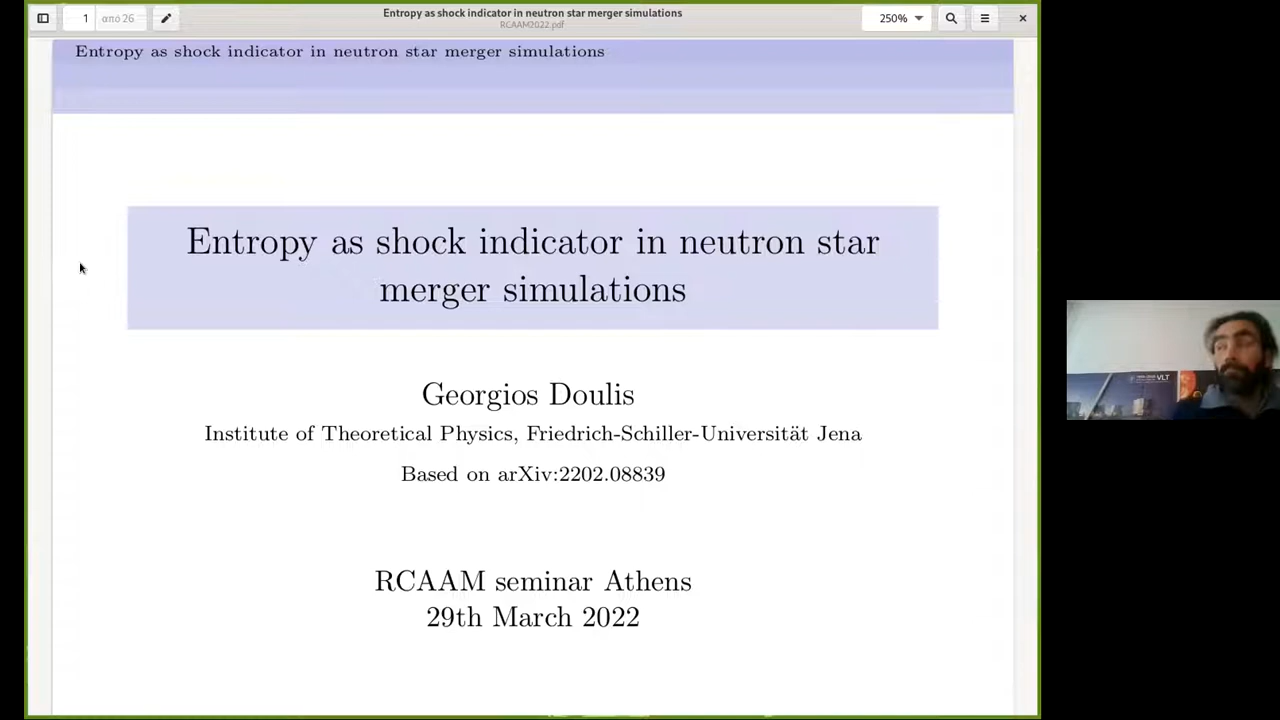 1
από 26
Entropy as shock indicator in neutron star merger simulations
RCAAM2022.pdf
250%
Entropy as shock indicator in neutron star merger simulations
Entropy as shock indicator in neutron star
merger simulations
Georgios Doulis
Institute of Theoretical Physics, Friedrich-Schiller-Universität Jena
Based on arXiv:2202.08839
RCAAM seminar Athens
29th March 2022
VLT